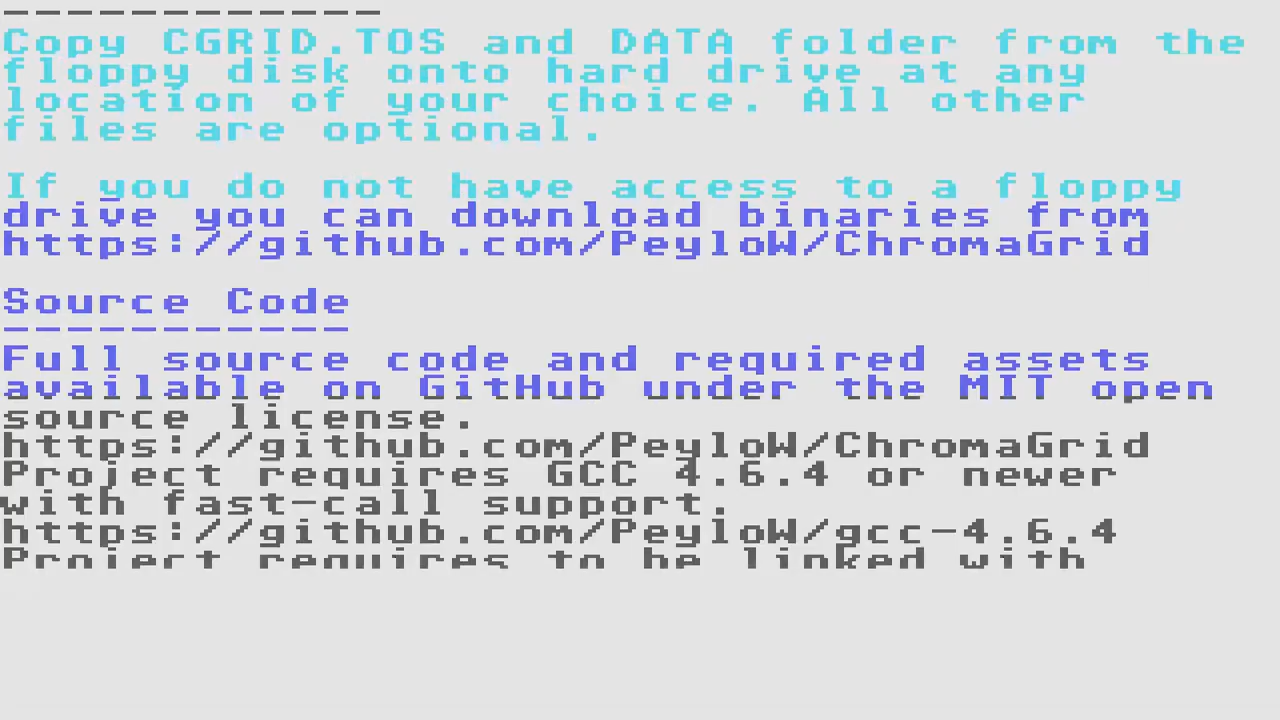 ------------
Copy CGRID.TOS and DATA folder from the
floppy disk onto hard drive at any
location of your choice. All other
files are optional.
If you do not have access to a floppy
drive you can download binaries from
https://github.com/PeyloW/ChromaGrid
Source Code
-----------
Full source code and required assets
available on GitHub under the MIT open
source license.
https://github.com/PeyloW/ChromaGrid
Project requires GCC 4.6.4 or newer
with fast-call support.
https://github.com/PeyloW/gcc-4.6.4
Project requires to be linked with